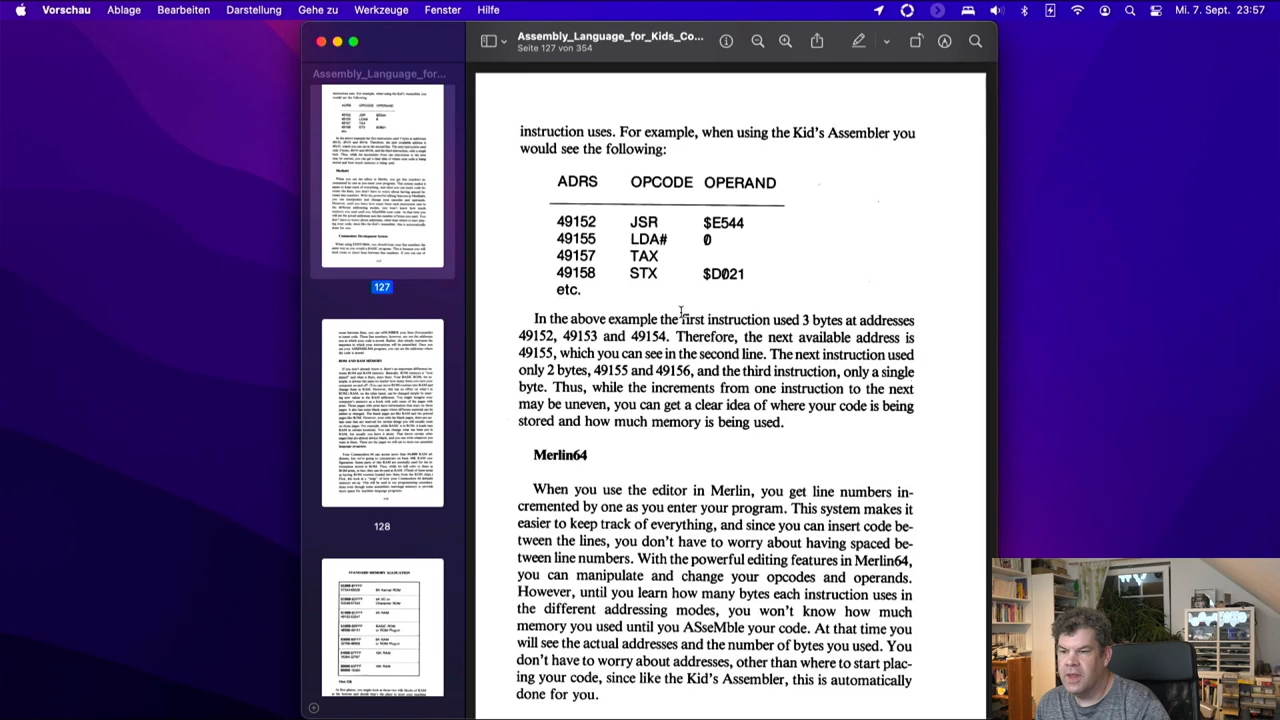 Vorschau Ablage Bearbeiten Darstellung Gehe zu Werkzeuge Fenster Hilfe
Mi. 7. Sept. 23:57
Assembly_Language_for_Kids_Co...
Seite 127 von 354
Assembly_Language_for...
127
128
STANDARD MEMORY ALLOCATION
instruction uses. For example, when using the Kid's Assembler you
would see the following:
ADRS OPCODE OPERAND
49152 JSR $E544
49155 LDA# 0
49157 TAX
49158 STX $D021
etc.
In the above example the first instruction used 3 bytes at addresses
49152, 49153 and 49154. Therefore, the next available address is
49155, which you can see in the second line. The next instruction used
only 2 bytes, 49155 and 49156, and the third instruction only a single
byte. Thus, while the increments from one instruction to the next
may be uneven, you can get a clear idea of where your code is being
stored and how much memory is being used.
Merlin64
When you use the editor in Merlin, you get the numbers in-
cremented by one as you enter your program. This system makes it
easier to keep track of everything, and since you can insert code be-
tween the lines, you don't have to worry about having spaced be-
tween line numbers. With the powerful editing features in Merlin64,
you can manipulate and change your opcodes and operands.
However, until you learn how many bytes each instruction uses in
the different addressing modes, you won't know how much
memory you used until you ASseMble your code. At that time you
will see the actual addresses and the number of bytes you used. You
don't have to worry about addresses, other than where to start plac-
ing your code, since like the Kid's Assembler, this is automatically
done for you.